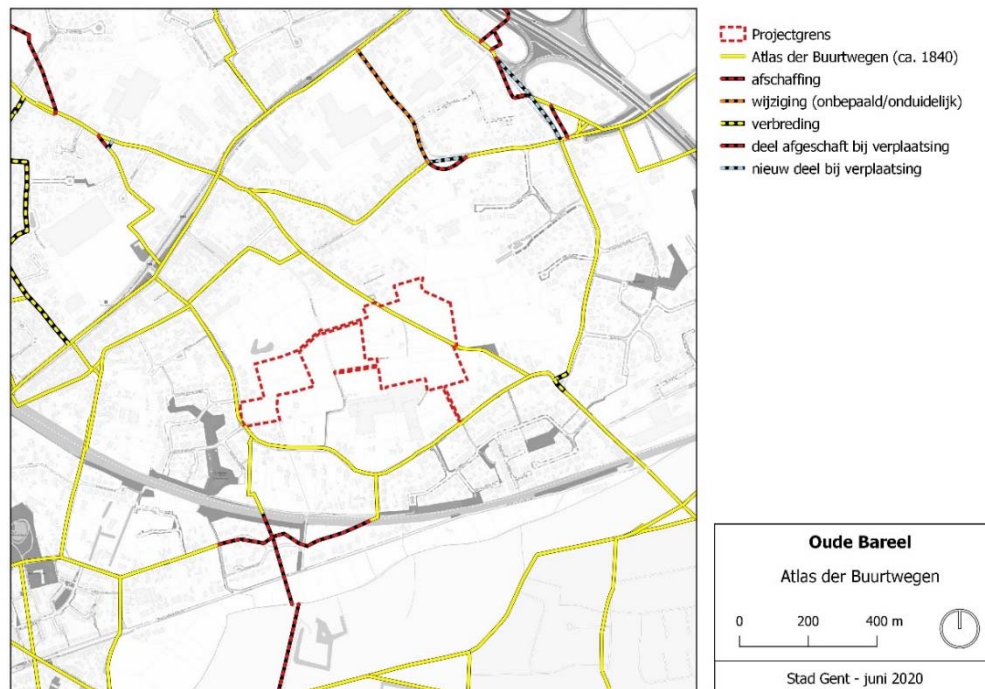 Projectgrens
Atlas der Buurtwegen (ca. 1840)
afschaffing
wijziging (onbepaald/onduidelijk)
verbreding
deel afgeschaft bij verplaatsing
nieuw deel bij verplaatsing
Oude Bareel
Atlas der Buurtwegen
0 200 400 m
Stad Gent - juni 2020